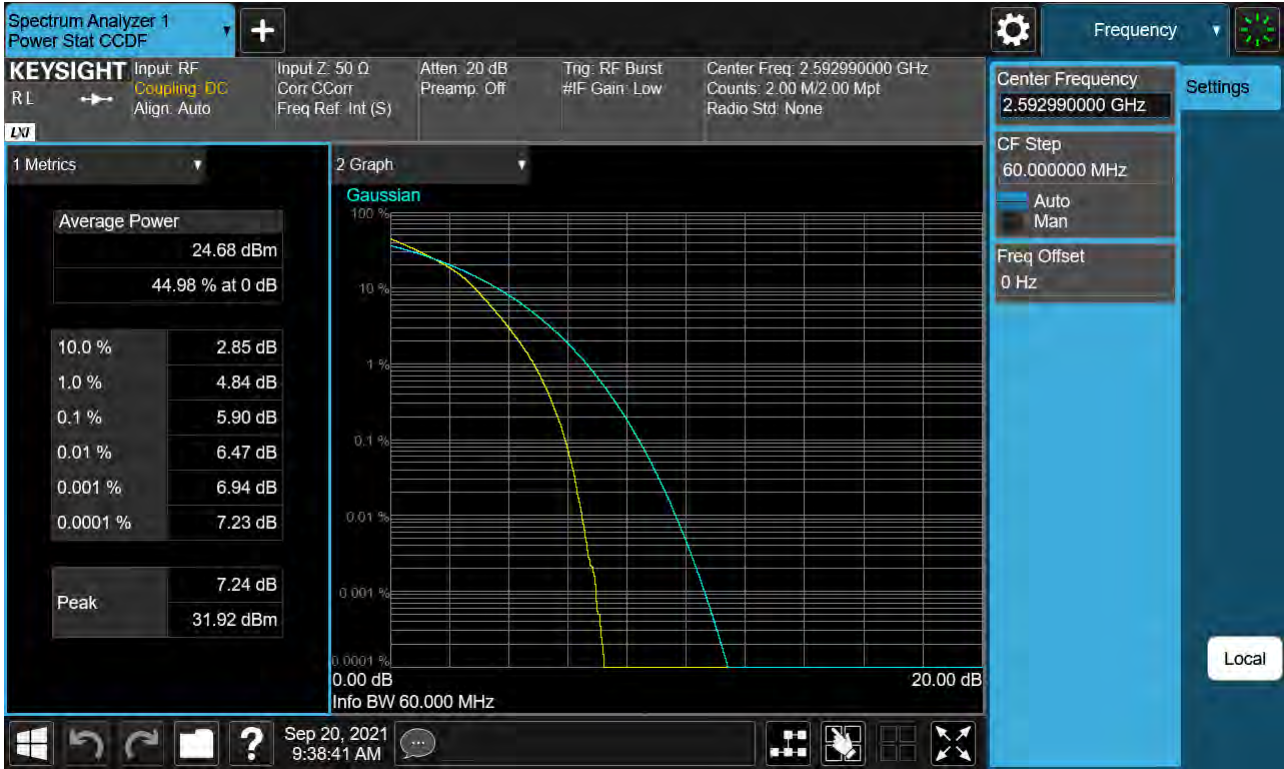 Spectrum Analyzer 1
Power Stat CCDF
Frequency
KEYSIGHT
R L
LXI
Input: RF
Coupling: DC
Align: Auto
Input Z: 50 Ω
Corr CCorr
Freq Ref: Int (S)
Atten: 20 dB
Preamp: Off
Trig: RF Burst
#IF Gain: Low
Center Freq: 2.592990000 GHz
Counts: 2.00 M/2.00 Mpt
Radio Std: None
Center Frequency
2.592990000 GHz
Settings
CF Step
60.000000 MHz
Auto
Man
Freq Offset
0 Hz
Local
1 Metrics
Average Power
24.68 dBm
44.98 % at 0 dB
10.0 % 2.85 dB
1.0 % 4.84 dB
0.1 % 5.90 dB
0.01 % 6.47 dB
0.001 % 6.94 dB
0.0001 % 7.23 dB
Peak
7.24 dB
31.92 dBm
2 Graph
Gaussian
100 %
10 %
1 %
0.1 %
0.01 %
0.001 %
0.0001 %
0.00 dB 20.00 dB
Info BW 60.000 MHz
?
Sep 20, 2021
9:38:41 AM